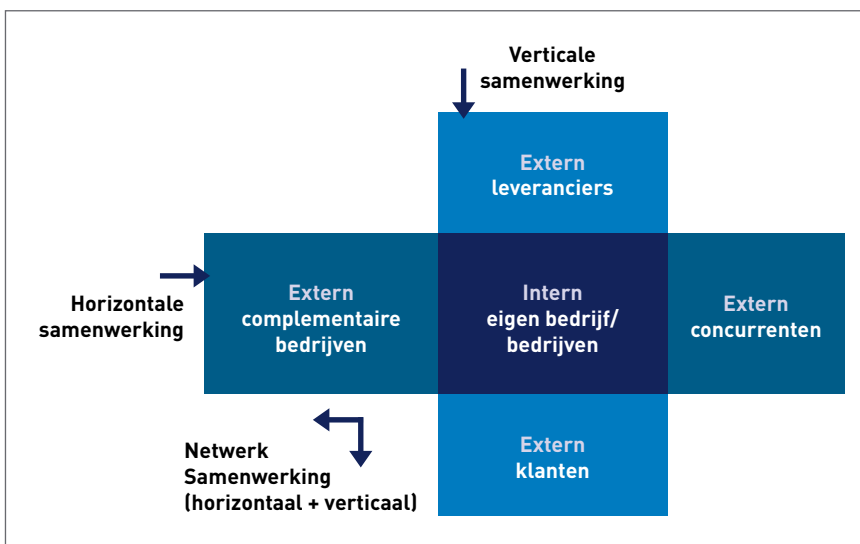 Verticale
samenwerking
Extern
leveranciers
Horizontale
samenwerking
Extern
complementaire
bedrijven
Intern
eigen bedrijf/
bedrijven
Extern
concurrenten
Netwerk
Samenwerking
(horizontaal + verticaal)
Extern
klanten